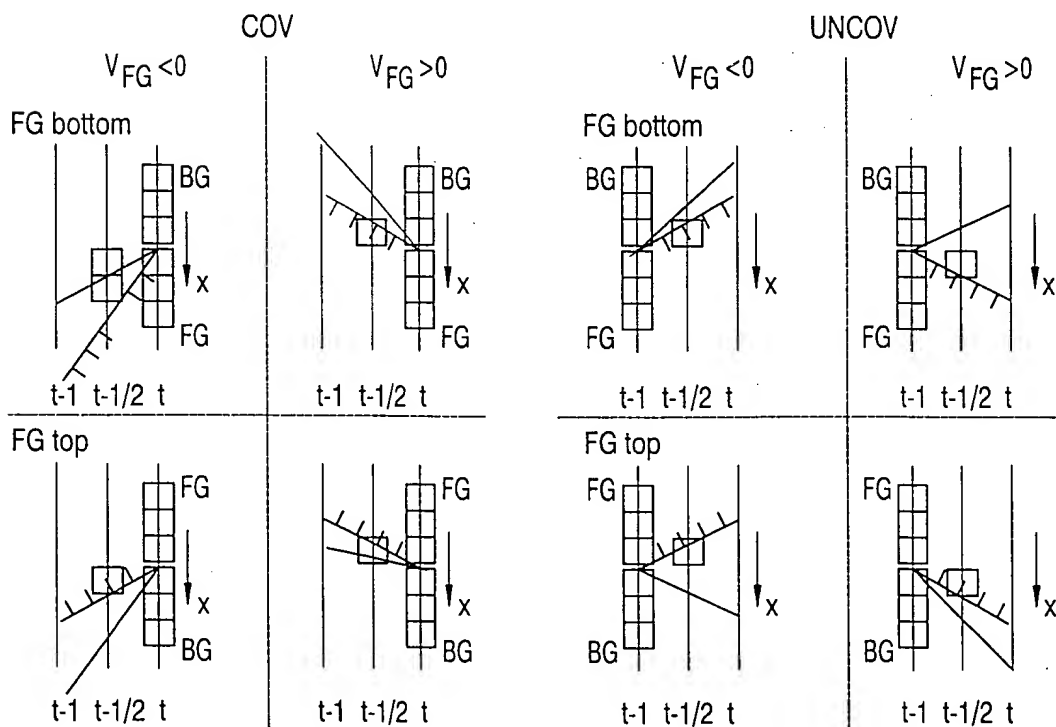 COV
UNCOV
V_FG <0
V_FG >0
V_FG <0
V_FG >0
FG bottom
FG bottom
BG
BG
BG
BG
X
X
X
X
FG
FG
FG
FG
t-1 t-1/2 t
t-1 t-1/2 t
t-1 t-1/2 t
t-1 t-1/2 t
FG top
FG top
FG
FG
FG
FG
X
X
X
X
BG
BG
BG
BG
t-1 t-1/2 t
t-1 t-1/2 t
t-1 t-1/2 t
t-1 t-1/2 t